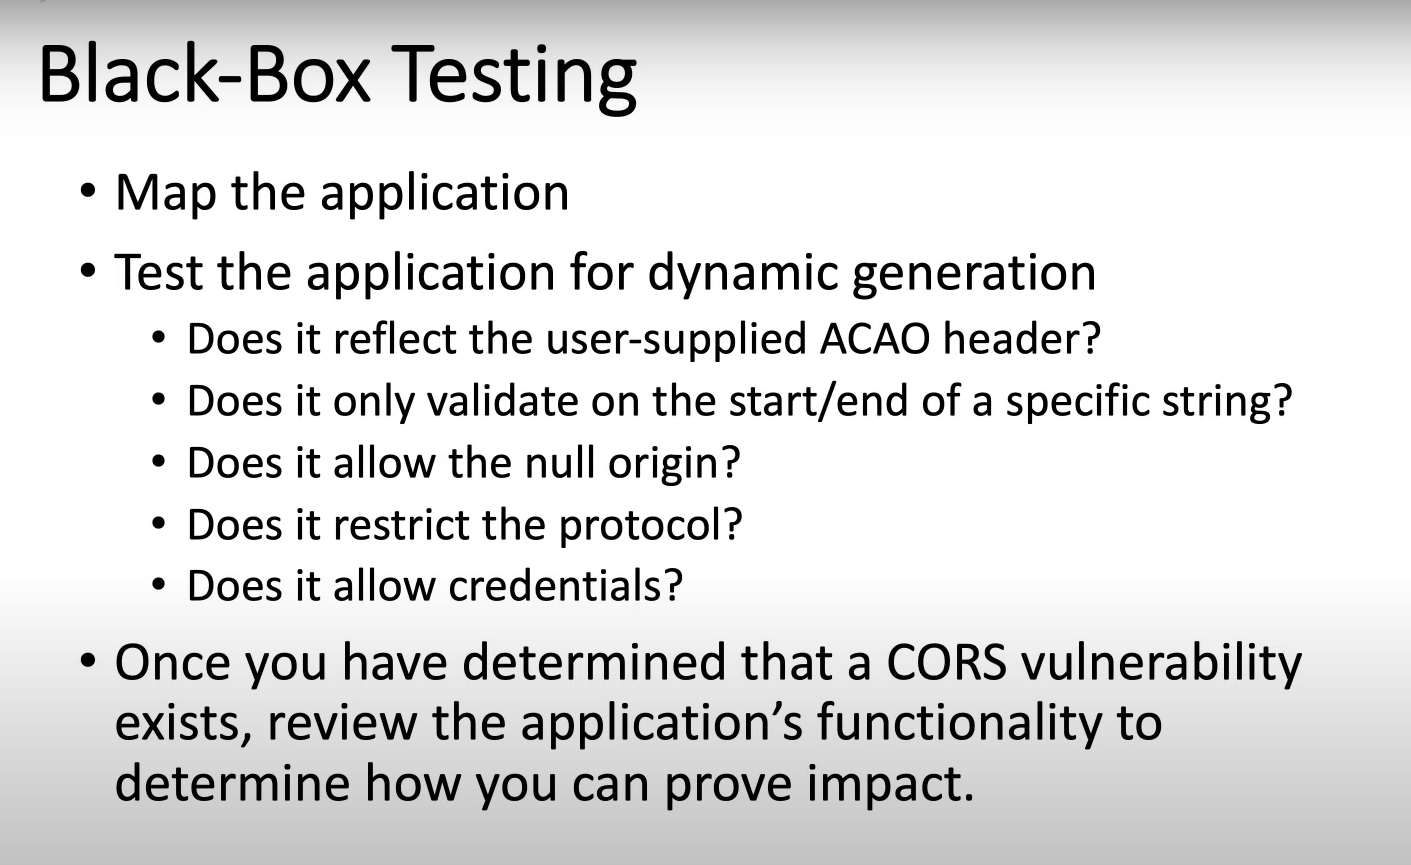 Black-Box Testing
• Map the application
• Test the application for dynamic generation
• Does it reflect the user-supplied ACAO header?
• Does it only validate on the start/end of a specific string?
• Does it allow the null origin?
• Does it restrict the protocol?
• Does it allow credentials?
• Once you have determined that a CORS vulnerability
exists, review the application’s functionality to
determine how you can prove impact.